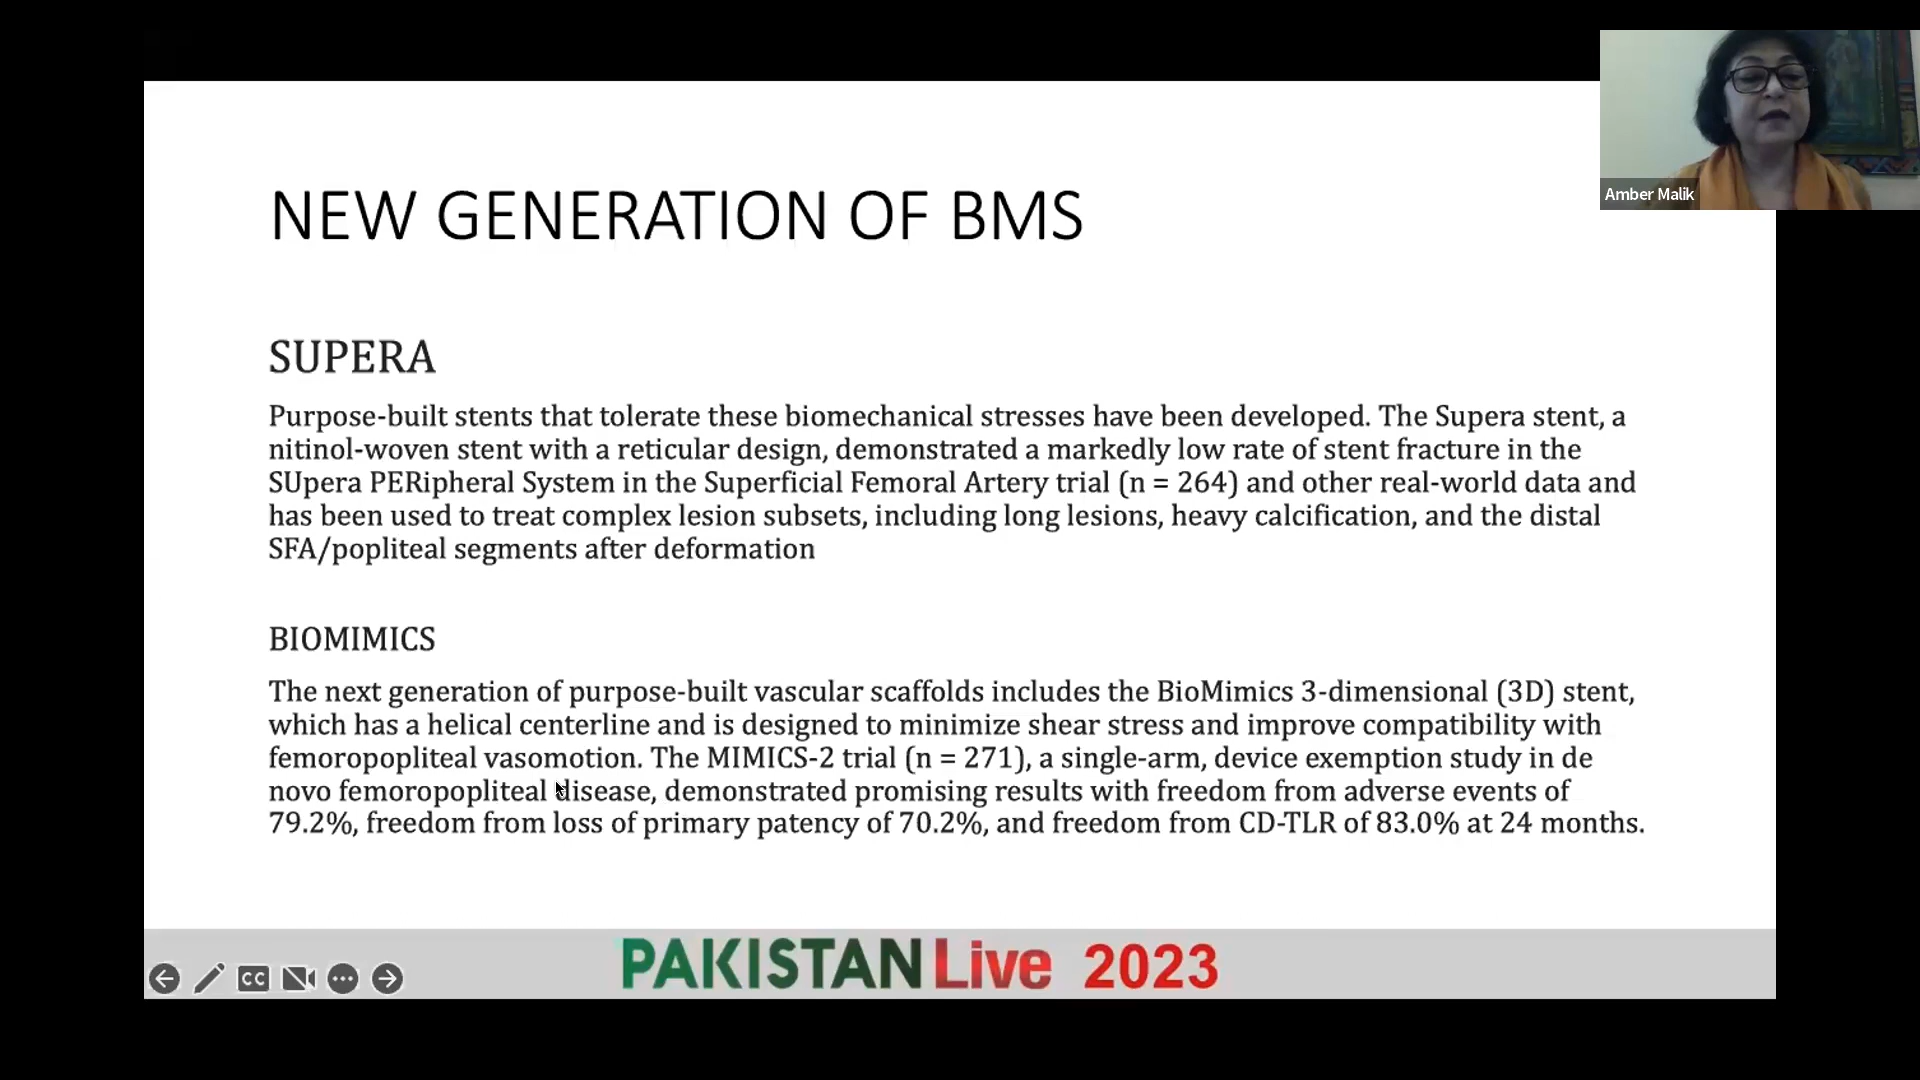 Amber Malik
NEW GENERATION OF BMS
SUPERA
Purpose-built stents that tolerate these biomechanical stresses have been developed. The Supera stent, a
nitinol-woven stent with a reticular design, demonstrated a markedly low rate of stent fracture in the
SUpera PERipheral System in the Superficial Femoral Artery trial (n = 264) and other real-world data and
has been used to treat complex lesion subsets, including long lesions, heavy calcification, and the distal
SFA/popliteal segments after deformation
BIOMIMICS
The next generation of purpose-built vascular scaffolds includes the BioMimics 3-dimensional (3D) stent,
which has a helical centerline and is designed to minimize shear stress and improve compatibility with
femoropopliteal vasomotion. The MIMICS-2 trial (n = 271), a single-arm, device exemption study in de
novo femoropopliteal disease, demonstrated promising results with freedom from adverse events of
79.2%, freedom from loss of primary patency of 70.2%, and freedom from CD-TLR of 83.0% at 24 months.
CC
PAKISTAN Live 2023